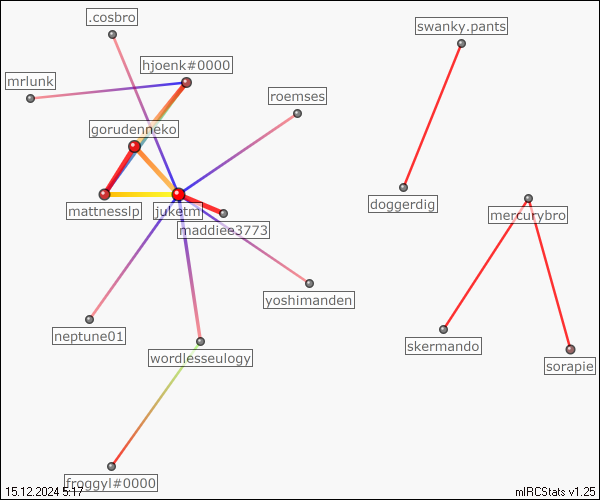 .cosbro
swanky.pants
hjoenk#0000
mrlunk
roemses
gorudenneko
doggerdig
mattnesslp
juketm
mercurybro
maddiee3773
yoshimanden
neptune01
skermando
wordlesseulogy
sorapie
froggyl#0000
15.12.2024 5:17
mIRCStats v1.25